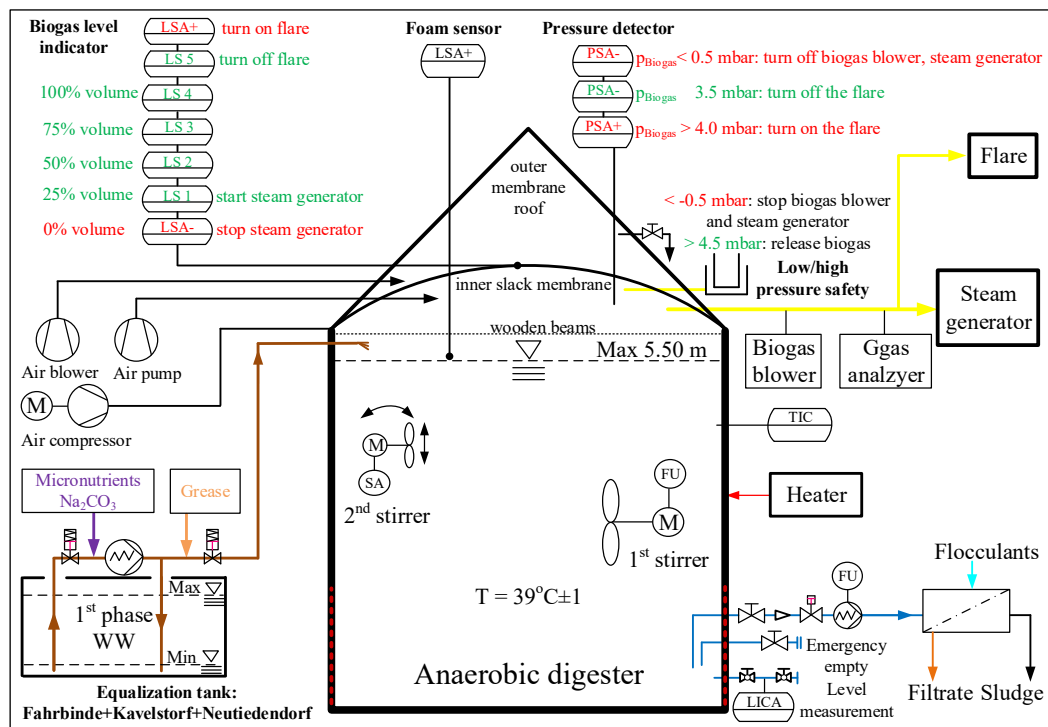 Biogas level
indicator
LSA+ turn on flare
LS 5 turn off flare
100% volume LS 4
75% volume LS 3
50% volume LS 2
25% volume LS 1 start steam generator
0% volume LSA- stop steam generator
Foam sensor
LSA+
Pressure detector
PSA- pBiogas< 0.5 mbar: turn off biogas blower, steam generator
PSA- pBiogas 3.5 mbar: turn off the flare
PSA+ pBiogas > 4.0 mbar: turn on the flare
outer
membrane
roof
< -0.5 mbar: stop biogas blower
and steam generator
> 4.5 mbar: release biogas
Low/high
pressure safety
Flare
Steam
generator
Biogas
blower
Ggas
analzyer
inner slack membrane
wooden beams
Max 5.50 m
Air blower
Air pump
M
Air compressor
Micronutrients
Na₂CO₃
Grease
Max
1st phase
WW
Min
Equalization tank:
Fahrbinde+Kavelstorf+Neutiedendorf
M
SA
2nd stirrer
FU
M
1st stirrer
T = 39°C±1
Anaerobic digester
TIC
Heater
FU
Flocculants
Emergency
empty
Level
measurement
LICA
Filtrate Sludge